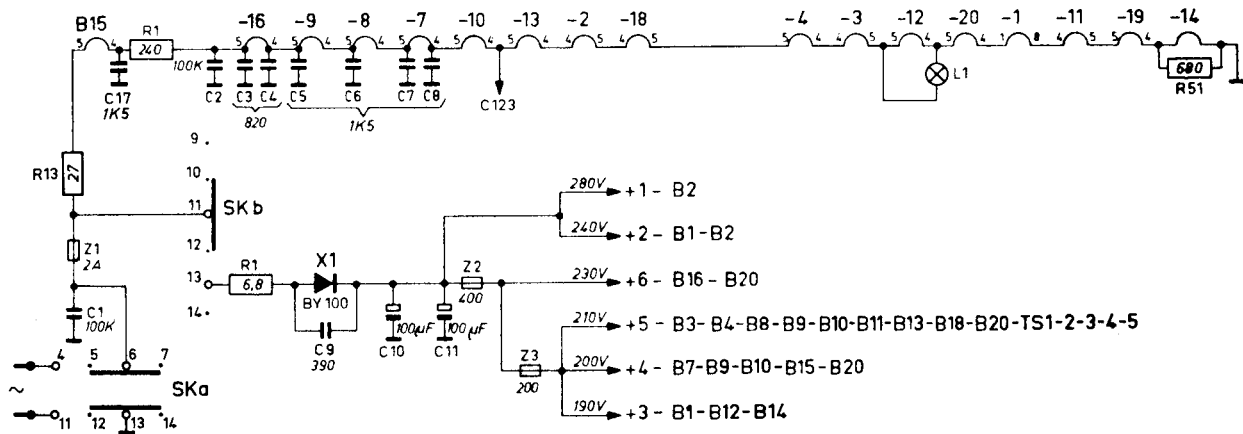 B15 -16 -9 -8 -7 -10 -13 -2 -18 -4 -3 -12 -20 -1 -11 -19 -14
5 4 5 4 5 4 5 4 5 4 5 4 5 4 4 5 4 5 5 4 4 5 5 4 5 4 1 8 4 5 5 4 5 4
R1
240
100K
680
R51
L1
C17
1K5
C2
C3 C4
820
C5 C6 C7 C8
1K5
C123
9
10
11
12
13
14
SKb
R13
27
Z1
2A
C1
100K
R1
6,8
X1
BY 100
C9
390
100µF
C10
100µF
C11
Z2
400
Z3
200
280V +1 - B2
240V +2 - B1-B2
230V +6 - B16 - B20
210V +5 - B3-B4-B8-B9-B10-B11-B13-B18-B20-TS1-2-3-4-5
200V +4 - B7-B9-B10-B15-B20
190V +3 - B1-B12-B14
4 5 6 7
~
SKa
11 12 13 14